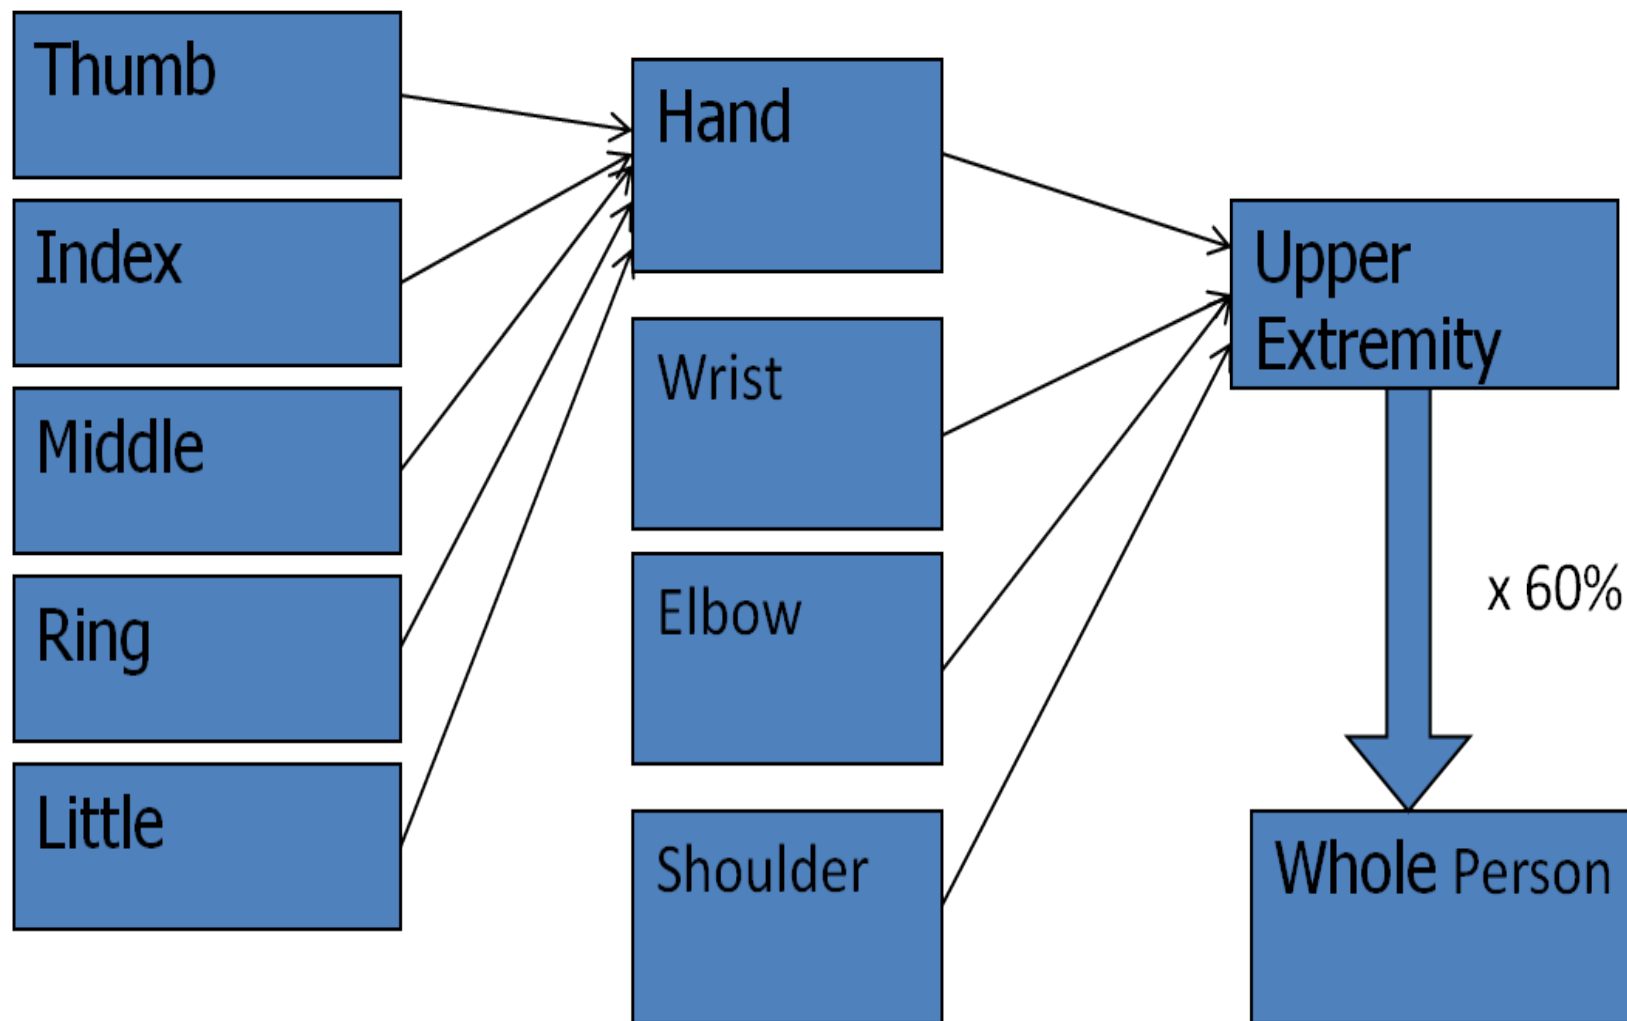 Thumb
Index
Middle
Ring
Little
Hand
Wrist
Elbow
Shoulder
Upper
Extremity
x 60%
Whole Person